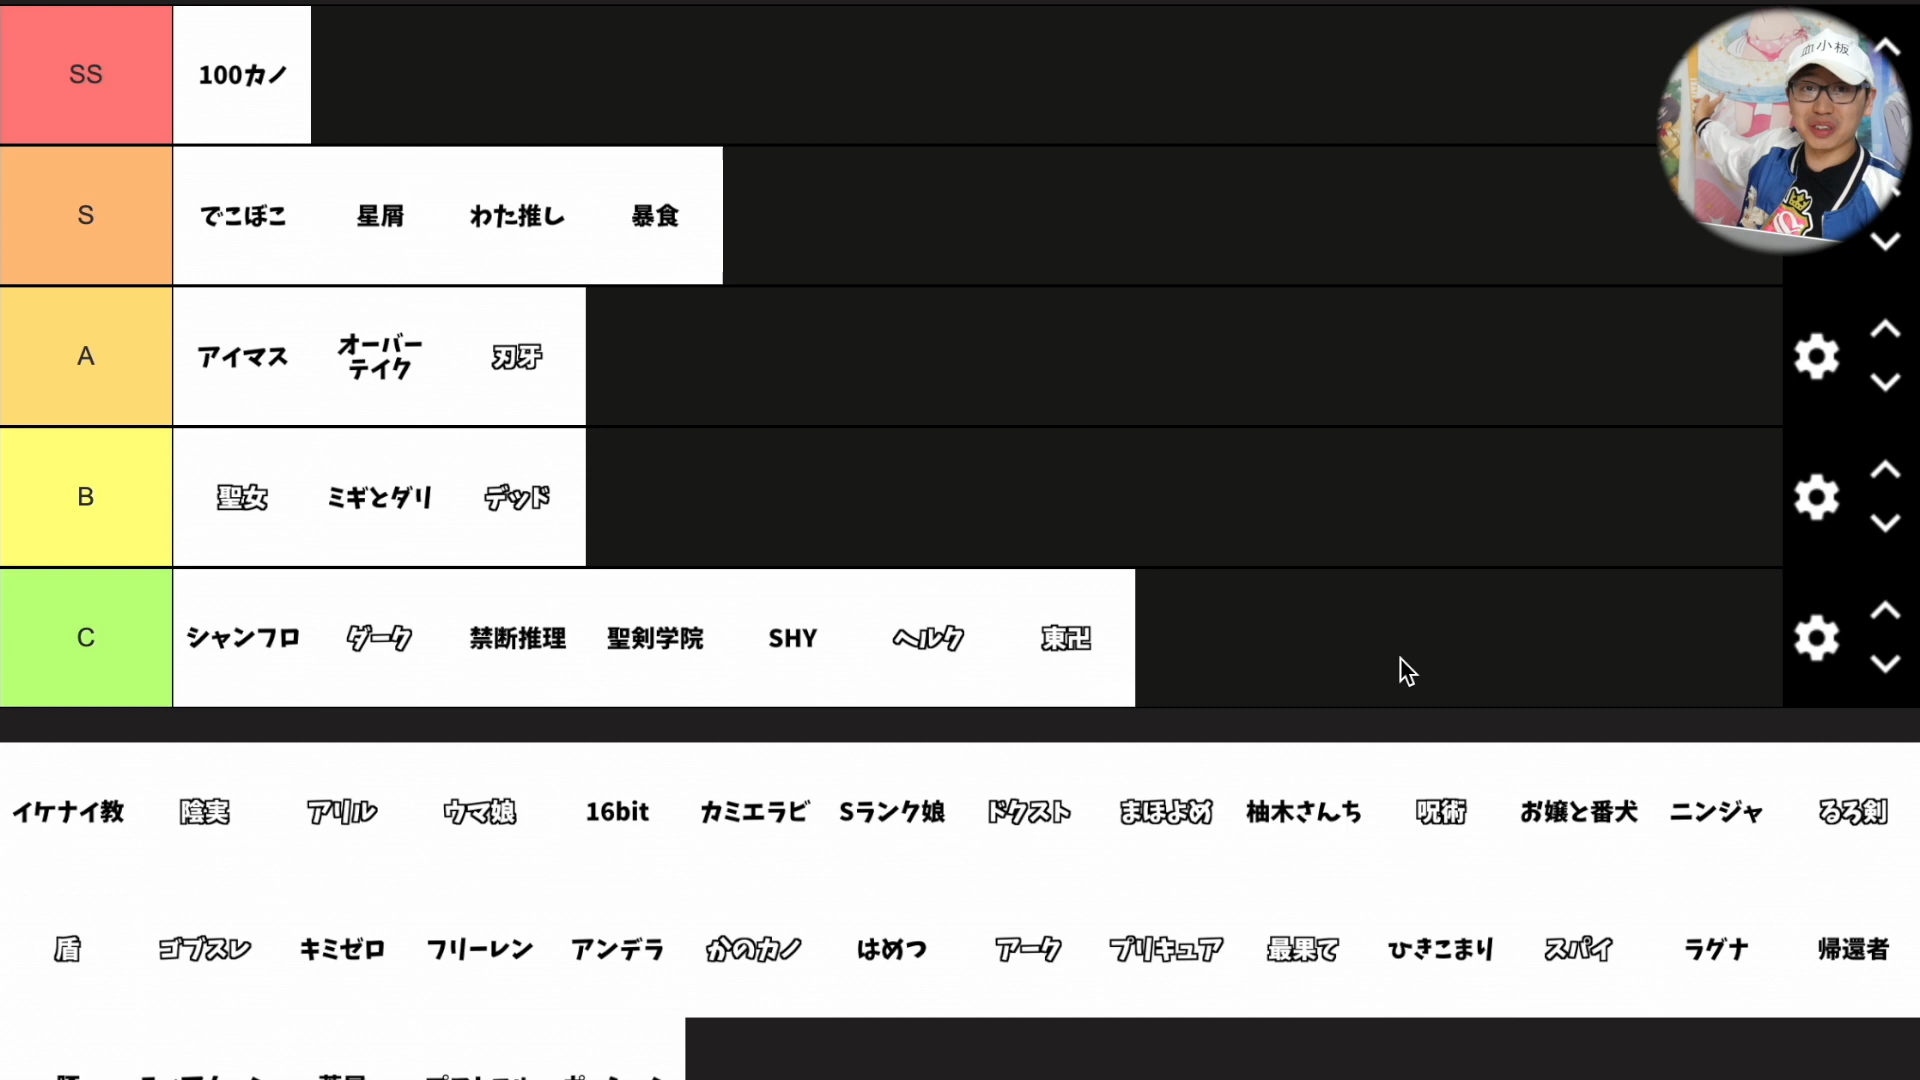 SS
100カノ
S
でこぼこ
星屑
わた推し
暴食
A
アイマス
オーバー
テイク
刃牙
B
聖女
ミギとダリ
デッド
C
シャンフロ
ダーク
禁断推理
聖剣学院
SHY
ヘルク
東卍
イケナイ教
陰実
アリル
ウマ娘
16bit
カミエラビ
Sランク娘
ドクスト
まほよめ
柚木さんち
呪術
お嬢と番犬
ニンジャ
るろ剣
盾
ゴブスレ
キミゼロ
フリーレン
アンデラ
かのカノ
はめつ
アーク
プリキュア
最果て
ひきこまり
スパイ
ラグナ
帰還者